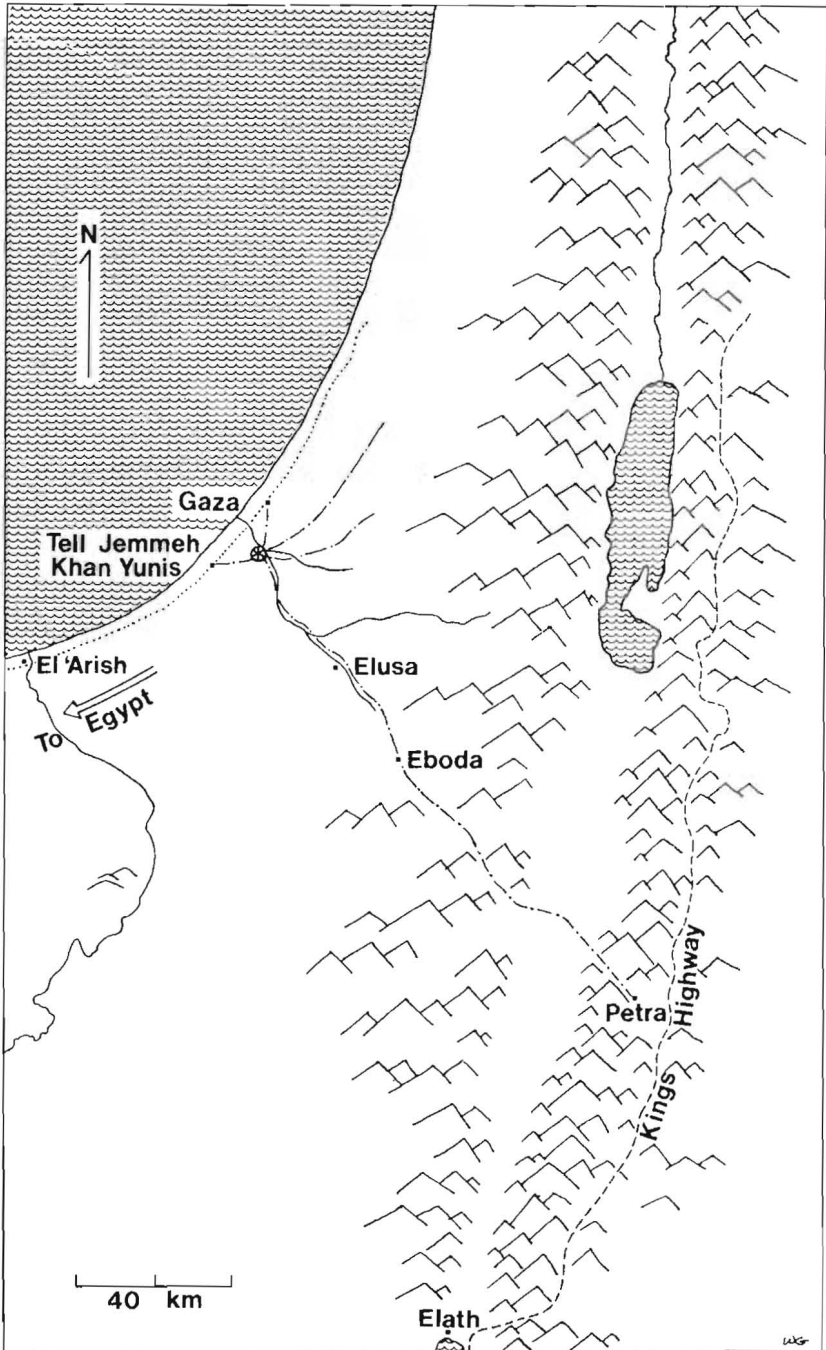 N
Gaza
Tell Jemmeh
Khan Yunis
El 'Arish
To Egypt
Elusa
Eboda
Petra
Kings Highway
40 km
Elath
WG